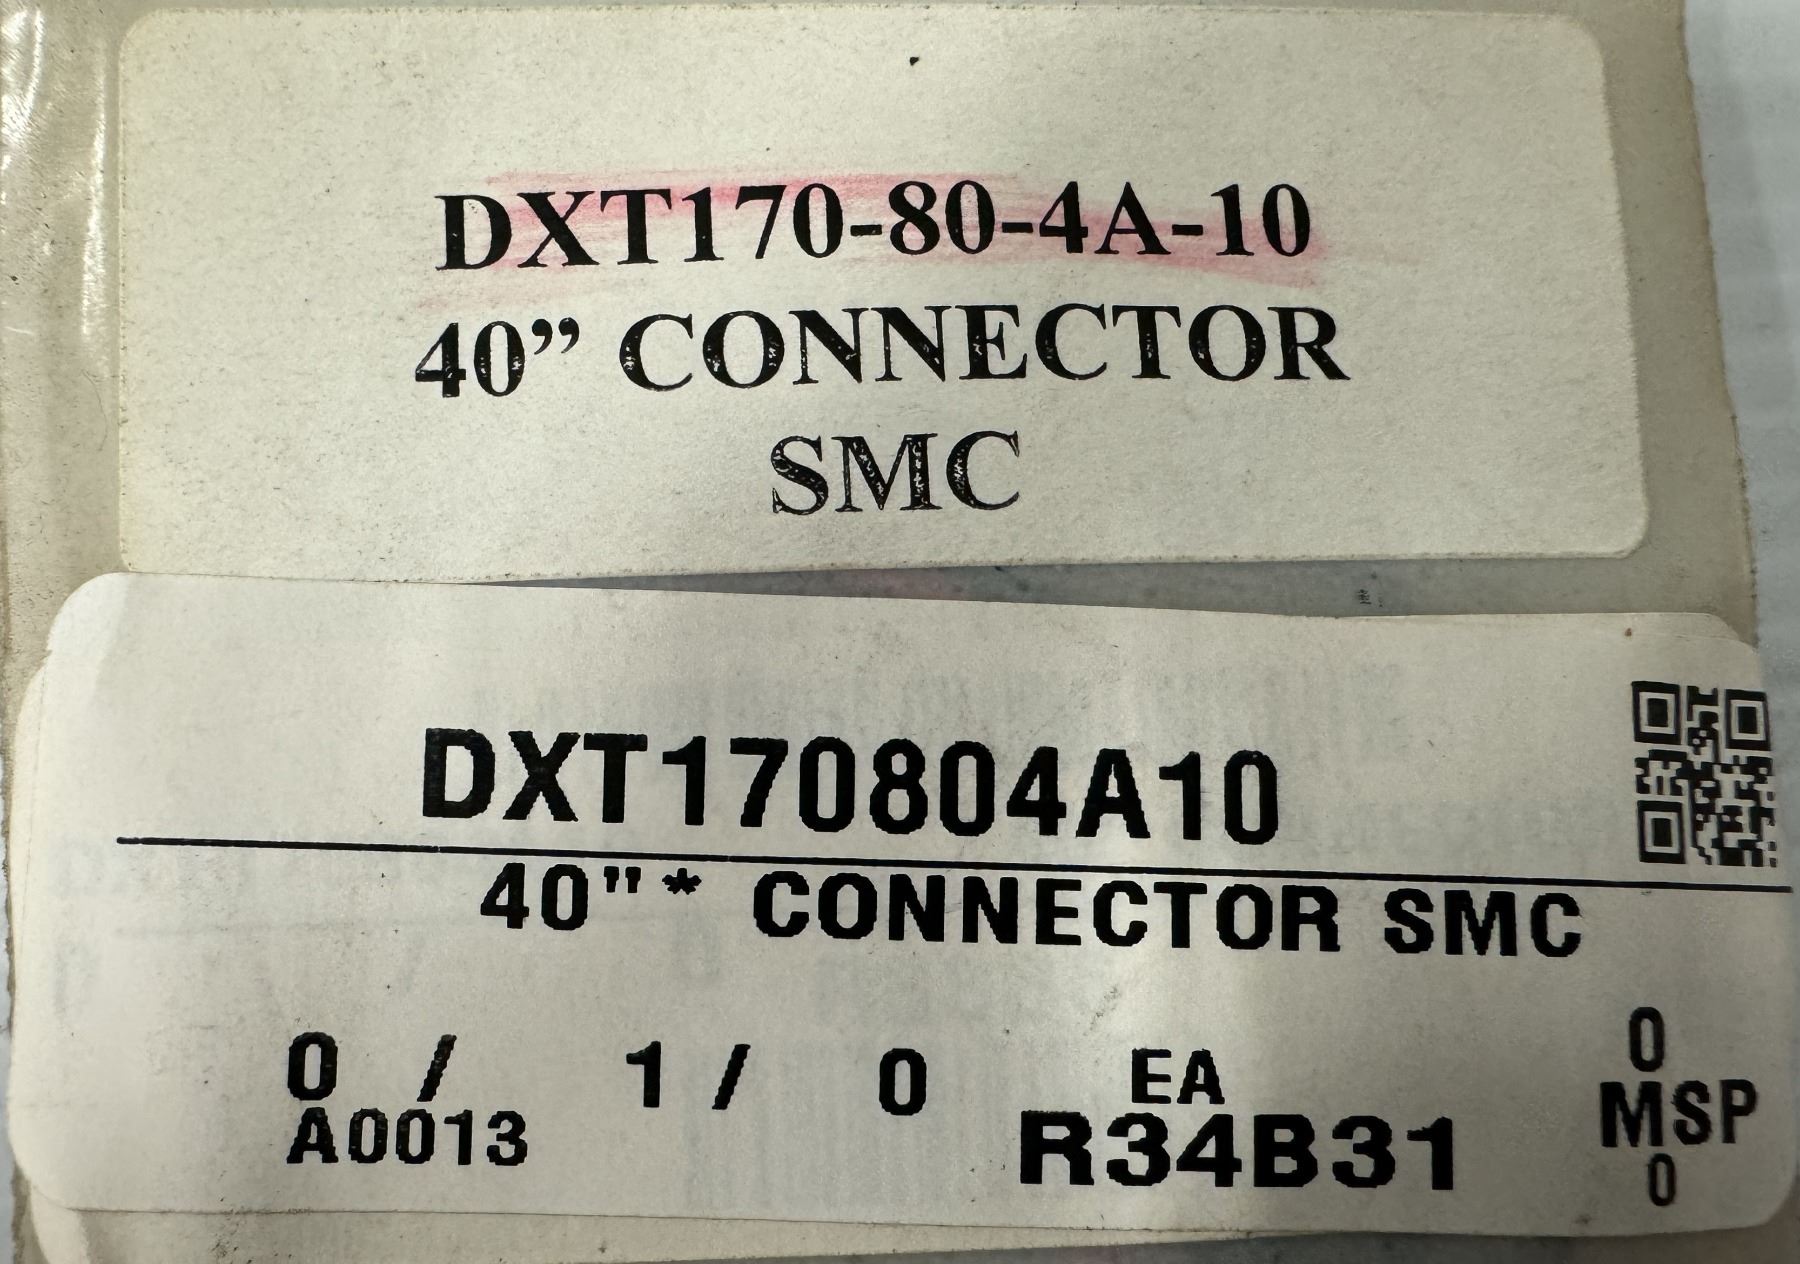 DXT170-80-4A-10
40” CONNECTOR
SMC
DXT170804A10
40"* CONNECTOR SMC
0 / 1 / 0 EA 0
A0013 R34B31 MSP
0